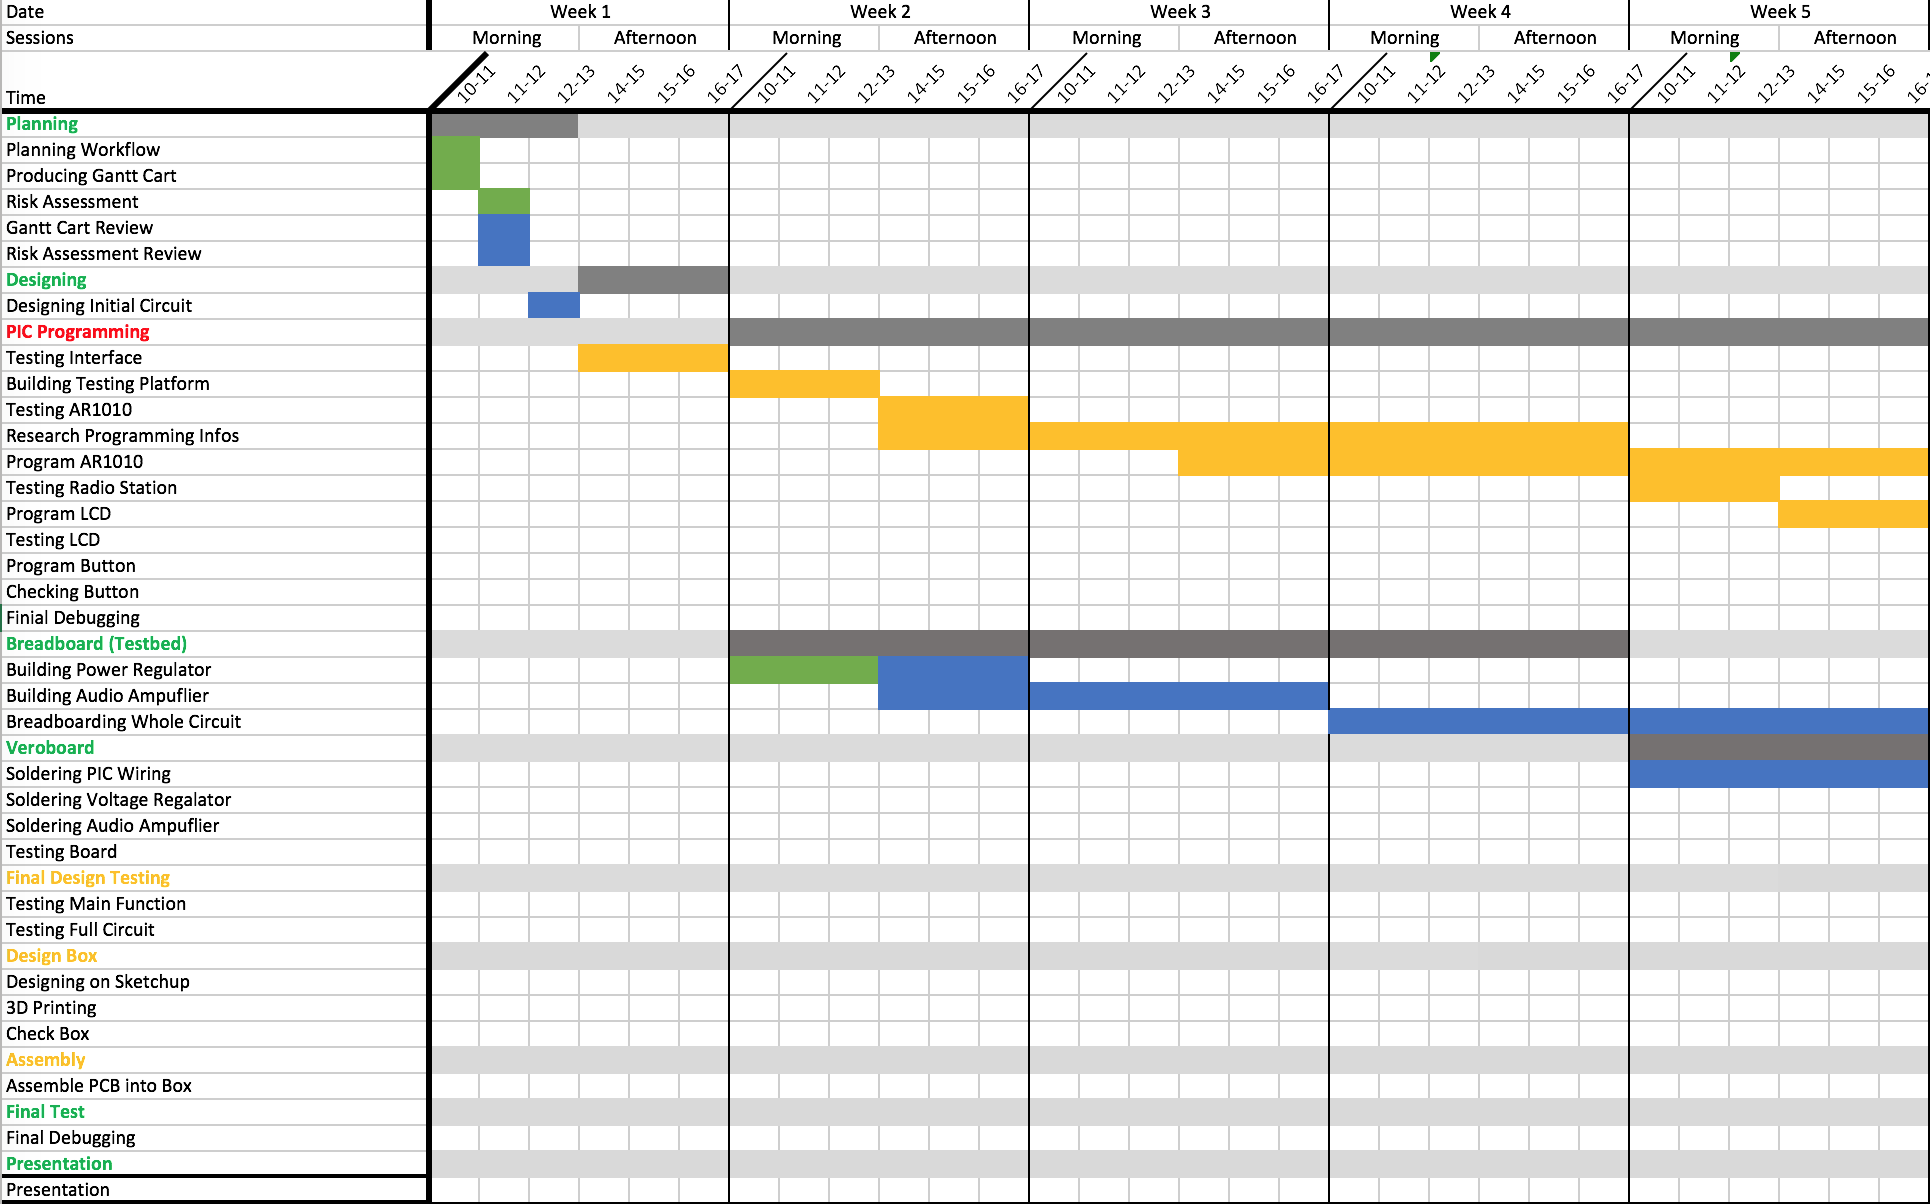 Date Week 1 Week 2 Week 3 Week 4 Week 5
Sessions Morning Afternoon Morning Afternoon Morning Afternoon Morning Afternoon Morning Afternoon
Time 10-11 11-12 12-13 14-15 15-16 16-17 10-11 11-12 12-13 14-15 15-16 16-17 10-11 11-12 12-13 14-15 15-16 16-17 10-11 11-12 12-13 14-15 15-16 16-17 10-11 11-12 12-13 14-15 15-16 16-
Planning
Planning Workflow
Producing Gantt Cart
Risk Assessment
Gantt Cart Review
Risk Assessment Review
Designing
Designing Initial Circuit
PIC Programming
Testing Interface
Building Testing Platform
Testing AR1010
Research Programming Infos
Program AR1010
Testing Radio Station
Program LCD
Testing LCD
Program Button
Checking Button
Finial Debugging
Breadboard (Testbed)
Building Power Regulator
Building Audio Ampuflier
Breadboarding Whole Circuit
Veroboard
Soldering PIC Wiring
Soldering Voltage Regalator
Soldering Audio Ampuflier
Testing Board
Final Design Testing
Testing Main Function
Testing Full Circuit
Design Box
Designing on Sketchup
3D Printing
Check Box
Assembly
Assemble PCB into Box
Final Test
Final Debugging
Presentation
Presentation